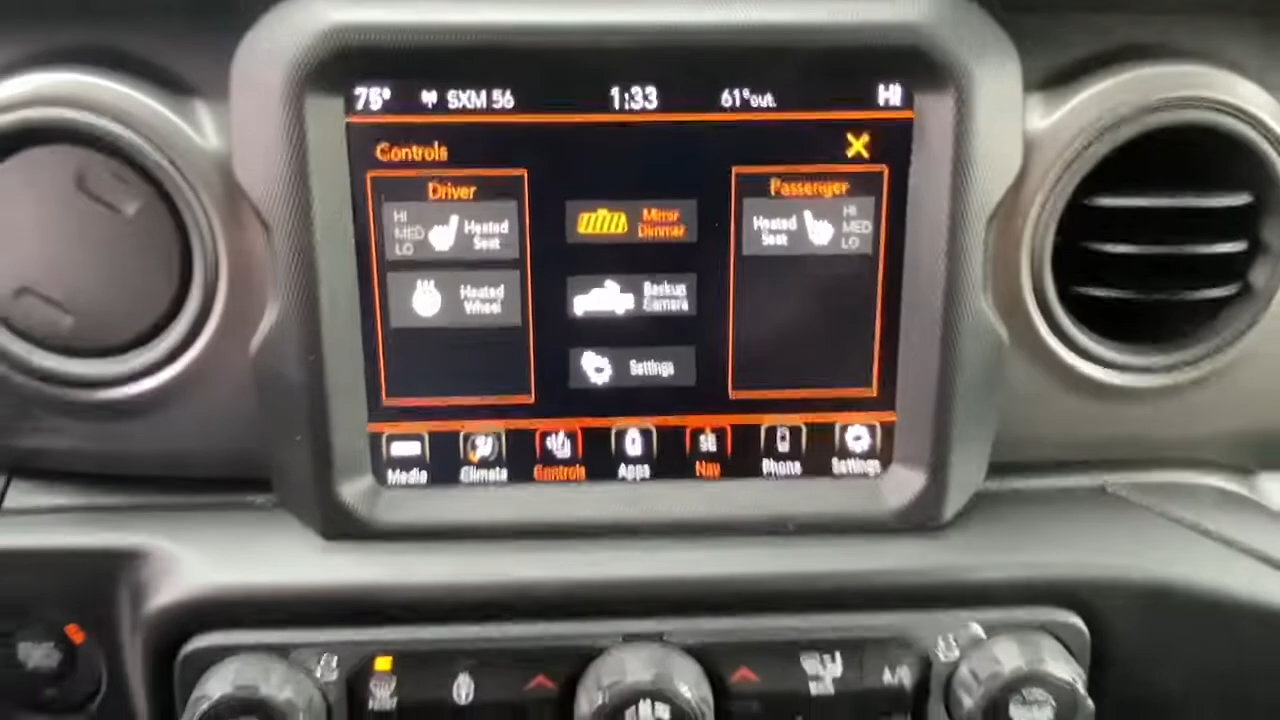 75° SXM 56 1:33 61°out. HI
Controls
Driver
HI
MED
LO
Heated
Seat
Heated
Wheel
Mirror
Dimmer
Backup
Camera
Settings
Passenger
Heated
Seat
HI
MED
LO
Media Climate Controls Apps Nav Phone Settings
A/C